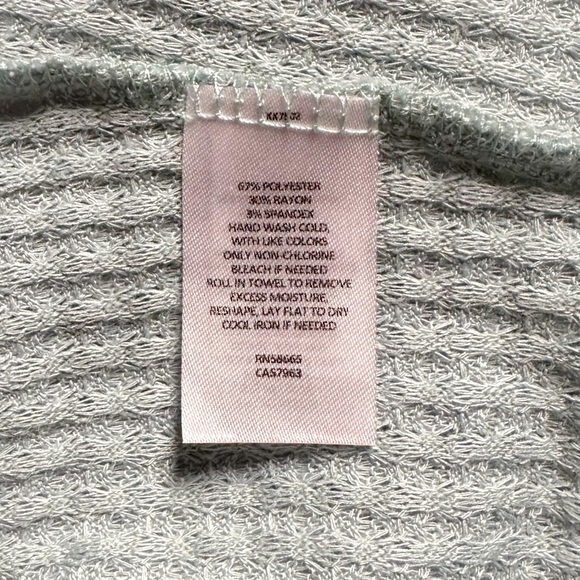 67% POLYESTER
30% RAYON
3% SPANDEX
HAND WASH COLD,
WITH LIKE COLORS
ONLY NON-CHLORINE
BLEACH IF NEEDED
ROLL IN TOWEL TO REMOVE
EXCESS MOISTURE,
RESHAPE, LAY FLAT TO DRY
COOL IRON IF NEEDED
RN58665
CA57963